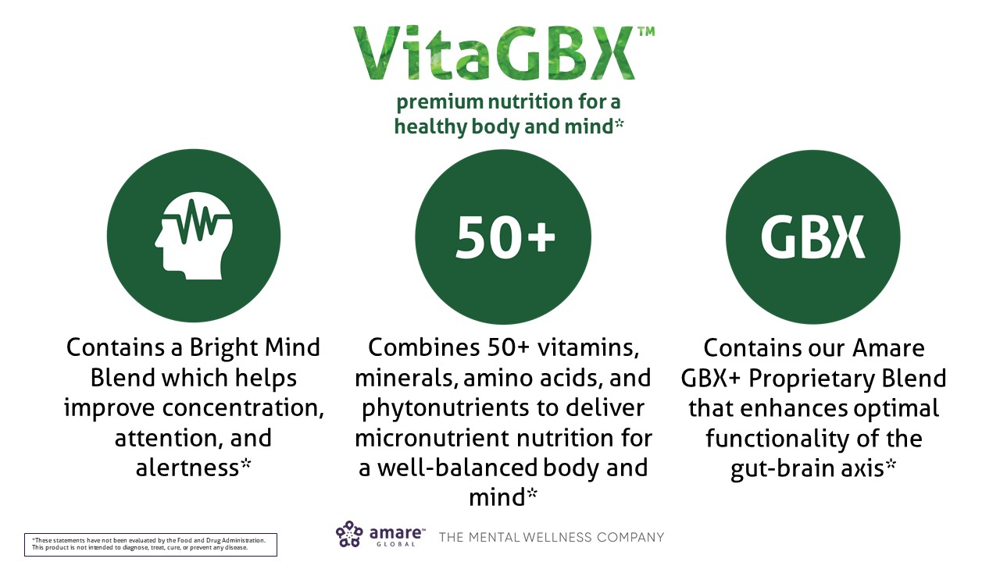 VitaGBX™
premium nutrition for a
healthy body and mind*
50+
GBX
Contains a Bright Mind
Blend which helps
improve concentration,
attention, and
alertness*
Combines 50+ vitamins,
minerals, amino acids, and
phytonutrients to deliver
micronutrient nutrition for
a well-balanced body and
mind*
Contains our Amare
GBX+ Proprietary Blend
that enhances optimal
functionality of the
gut-brain axis*
*These statements have not been evaluated by the Food and Drug Administration.
This product is not intended to diagnose, treat, cure, or prevent any disease.
amare™
GLOBAL
THE MENTAL WELLNESS COMPANY